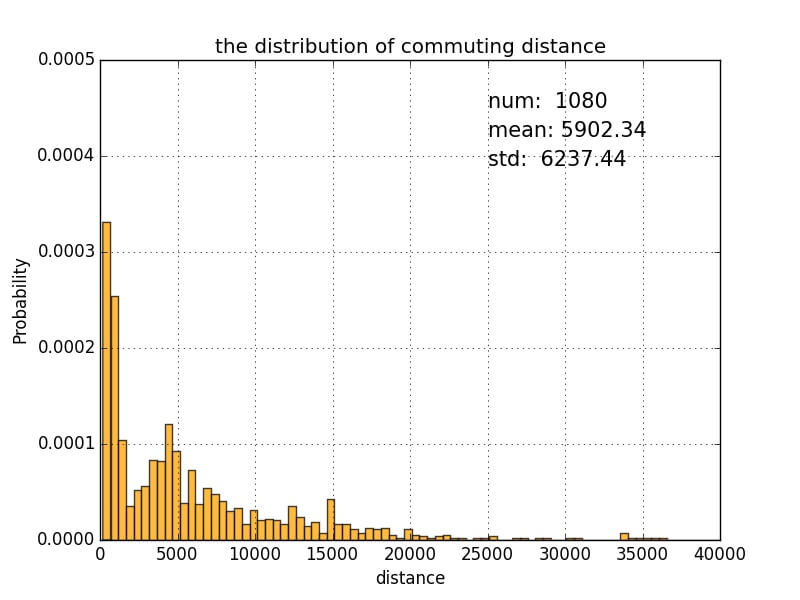 the distribution of commuting distance
0.0005
num: 1080
mean: 5902.34
std: 6237.44
0.0004
0.0003
Probability
0.0002
0.0001
0.0000
0 5000 10000 15000 20000 25000 30000 35000 40000
distance